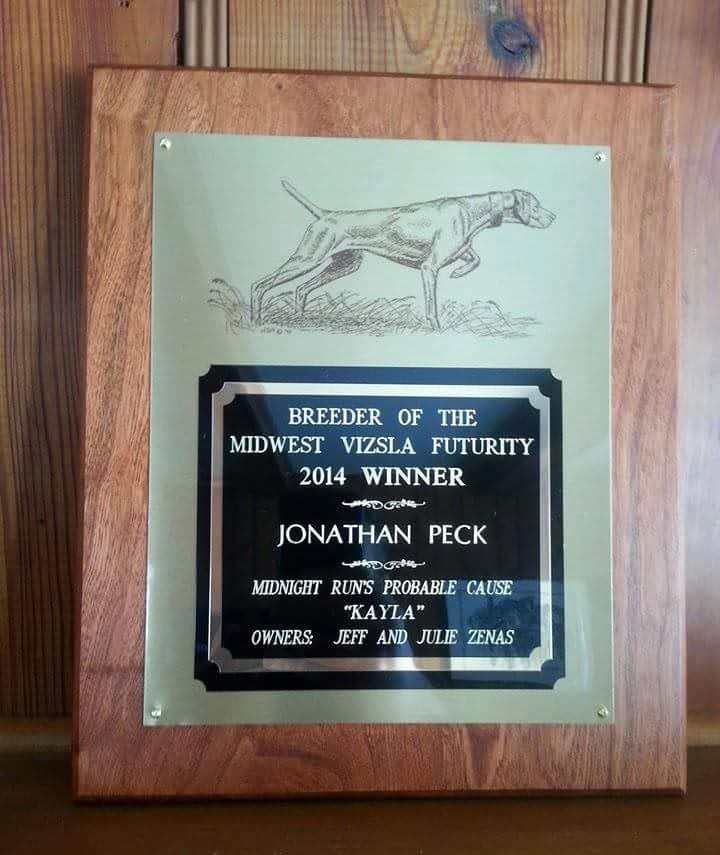 BREEDER OF THE
MIDWEST VIZSLA FUTURITY
2014 WINNER
JONATHAN PECK
MIDNIGHT RUN'S PROBABLE CAUSE
"KAYLA"
OWNERS: JEFF AND JULIE ZENAS